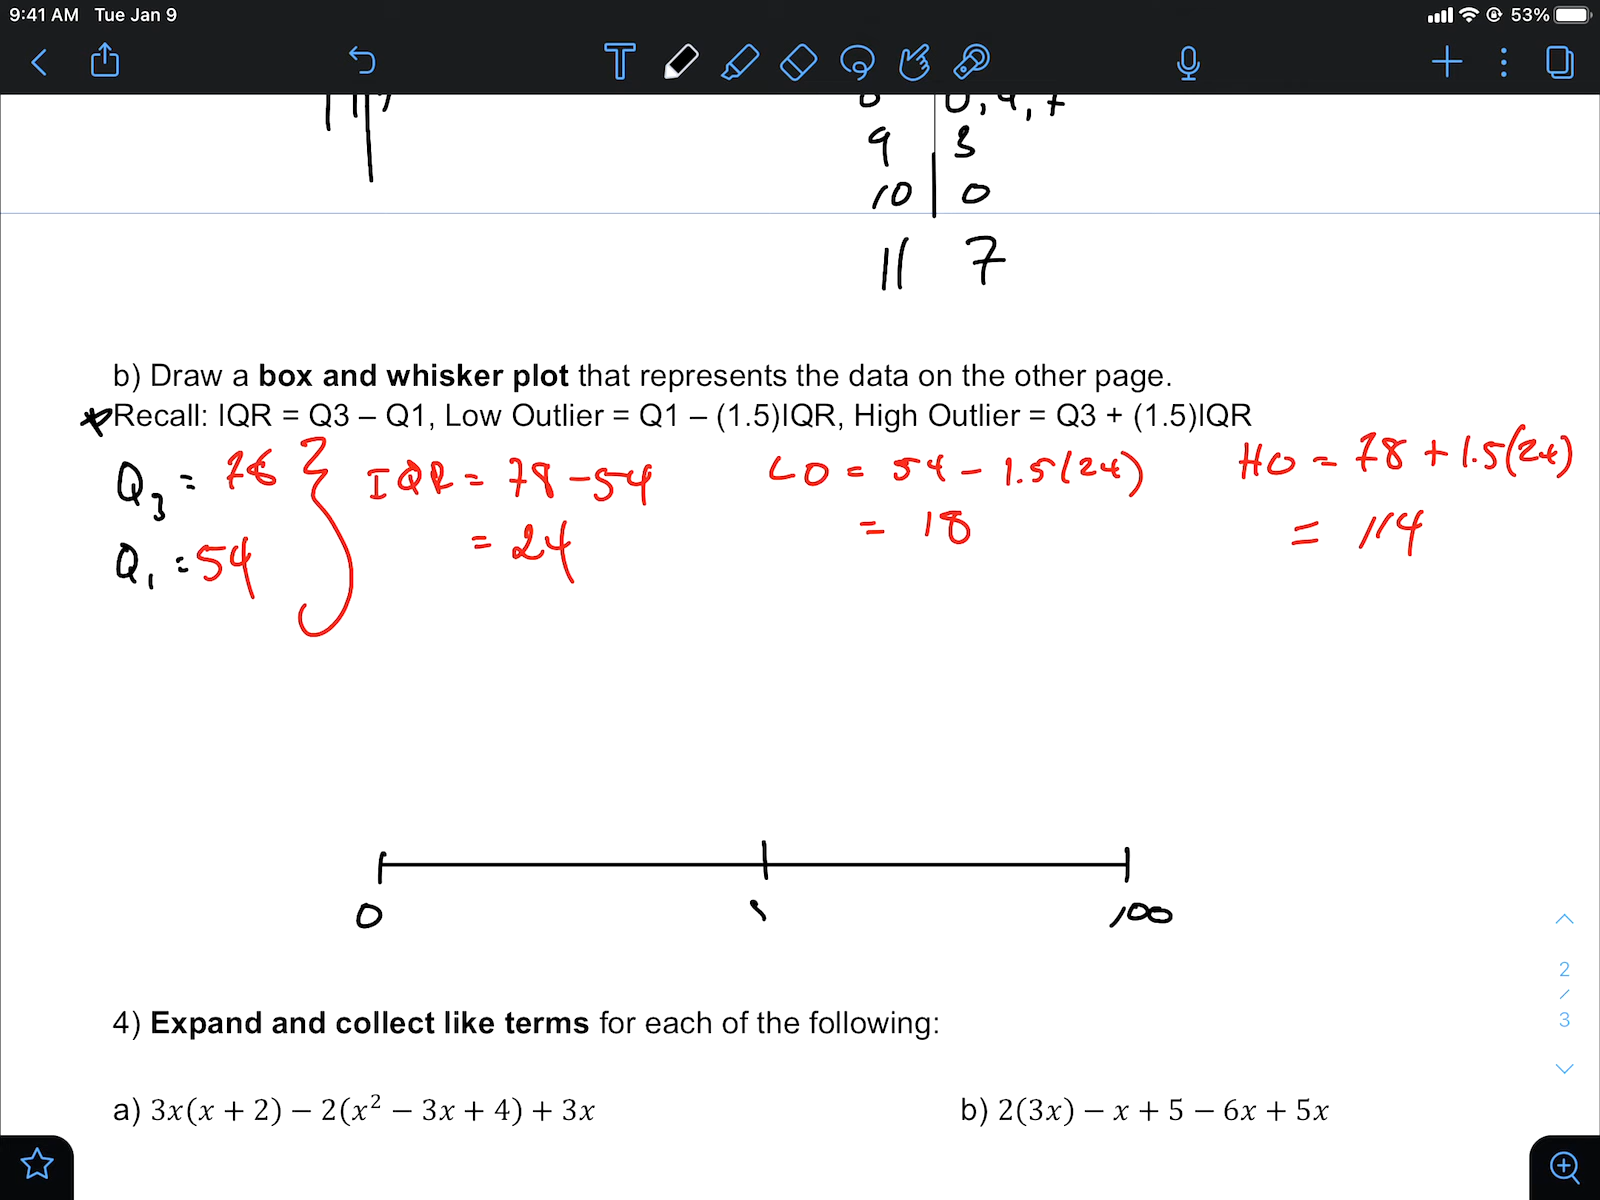 9:41 AM Tue Jan 9 53%
9 | 3
10 | 0
11 7
b) Draw a box and whisker plot that represents the data on the other page.
Recall: IQR = Q3 – Q1, Low Outlier = Q1 – (1.5)IQR, High Outlier = Q3 + (1.5)IQR
Q₃ = 78 } IQR = 78 - 54 LO = 54 - 1.5(24) HO = 78 + 1.5(24)
= 24 = 18 = 114
Q₁ = 54
0 100
2
/
3
4) Expand and collect like terms for each of the following:
a) 3x(x + 2) − 2(x² − 3x + 4) + 3x b) 2(3x) − x + 5 − 6x + 5x